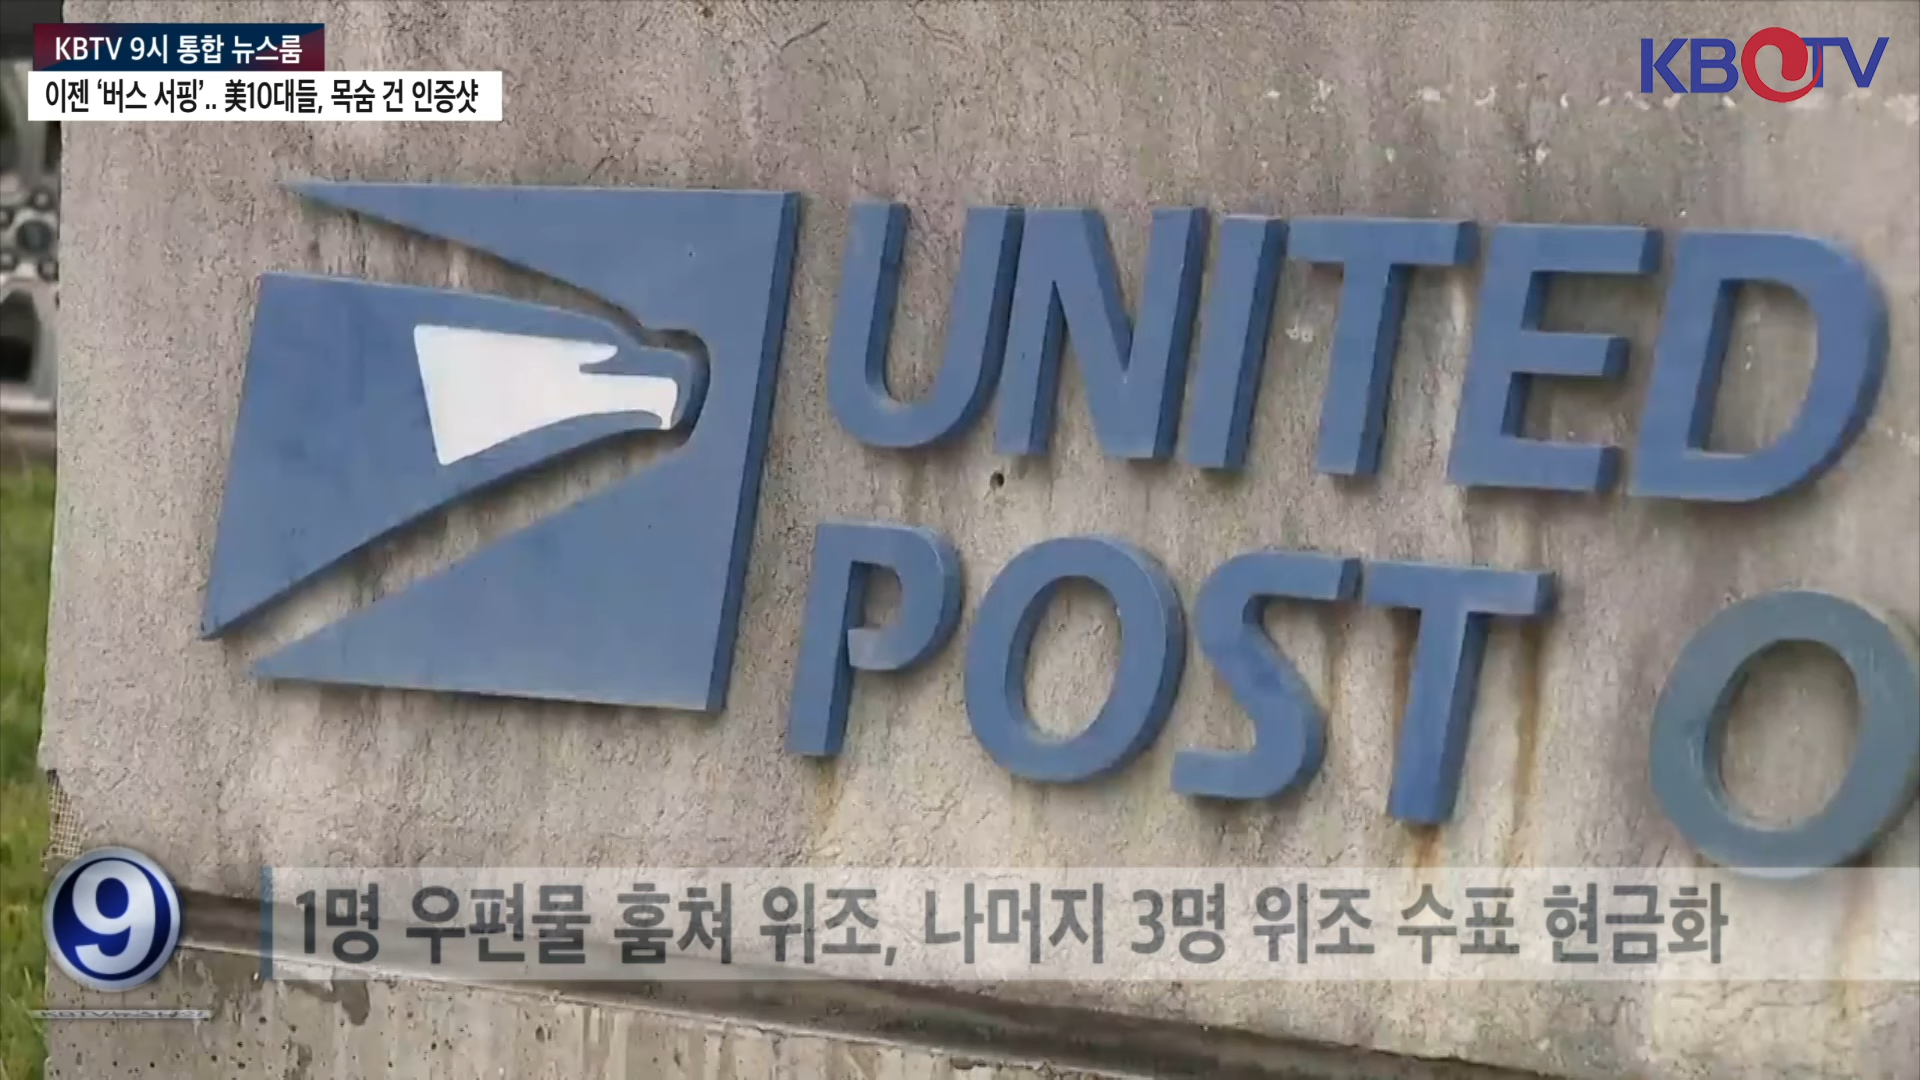 KBTV 9시 통합 뉴스룸
이젠 ‘버스 서핑’.. 美10대들, 목숨 건 인증샷
KBTV
UNITED
POST O
9
1명 우편물 훔쳐 위조, 나머지 3명 위조 수표 현금화